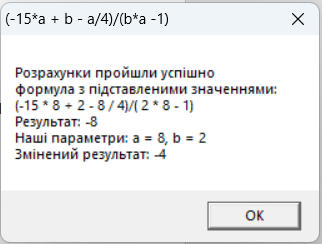 (-15*a + b - a/4)/(b*a -1)
Розрахунки пройшли успішно
формула з підставленими значеннями:
(-15 * 8 + 2 - 8 / 4)/( 2 * 8 - 1)
Результат: -8
Наші параметри: a = 8, b = 2
Змінений результат: -4
OK